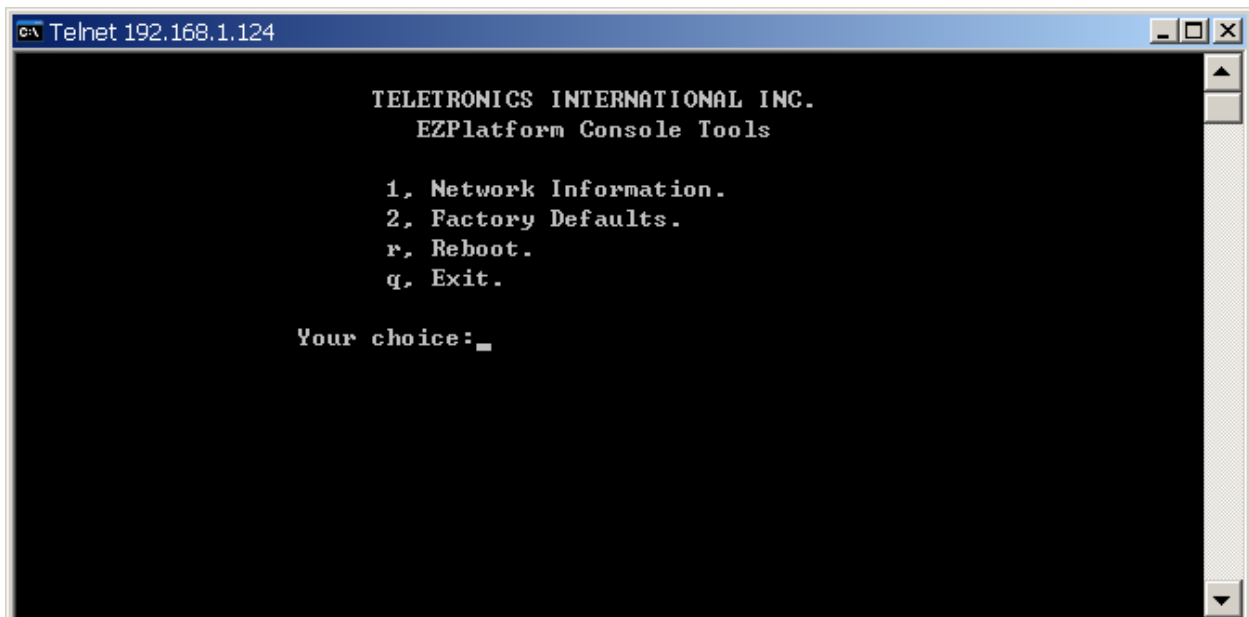 Telnet 192.168.1.124
TELETRONICS INTERNATIONAL INC.
EZPlatform Console Tools
1, Network Information.
2, Factory Defaults.
r, Reboot.
q, Exit.
Your choice:_